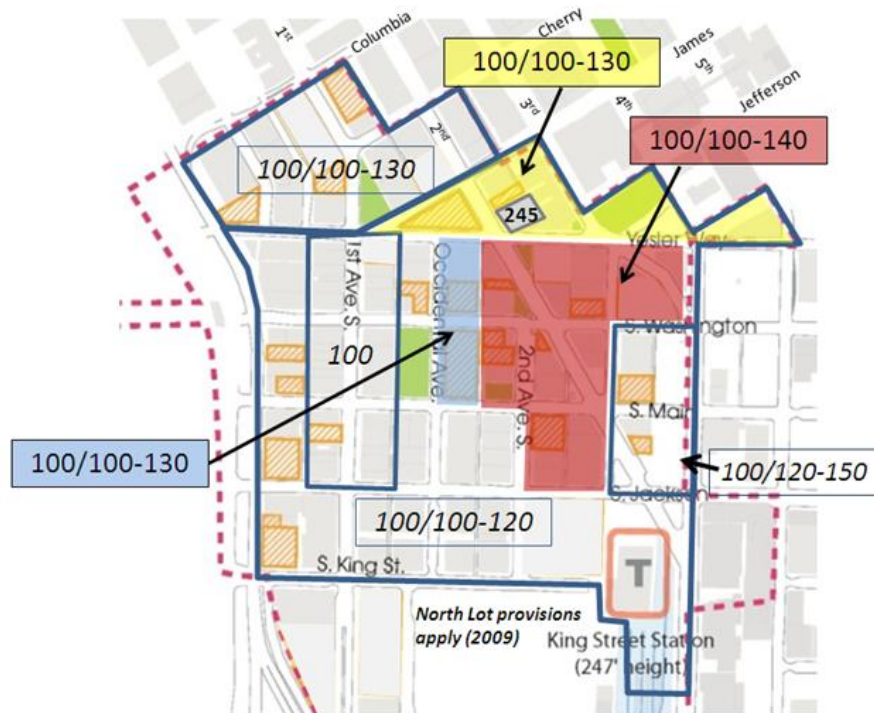 Columbia
Cherry
1st
James
5th
100/100-130
4th
3rd
Jefferson
2nd
100/100-140
100/100-130
245
Yesler Way
1st Ave. S.
Occidental Ave.
S. Washington
100
2nd Ave. S.
S. Main
100/100-130
100/120-150
S. Jackson
100/100-120
S. King St.
T
North Lot provisions
apply (2009)
King Street Station
(247' height)